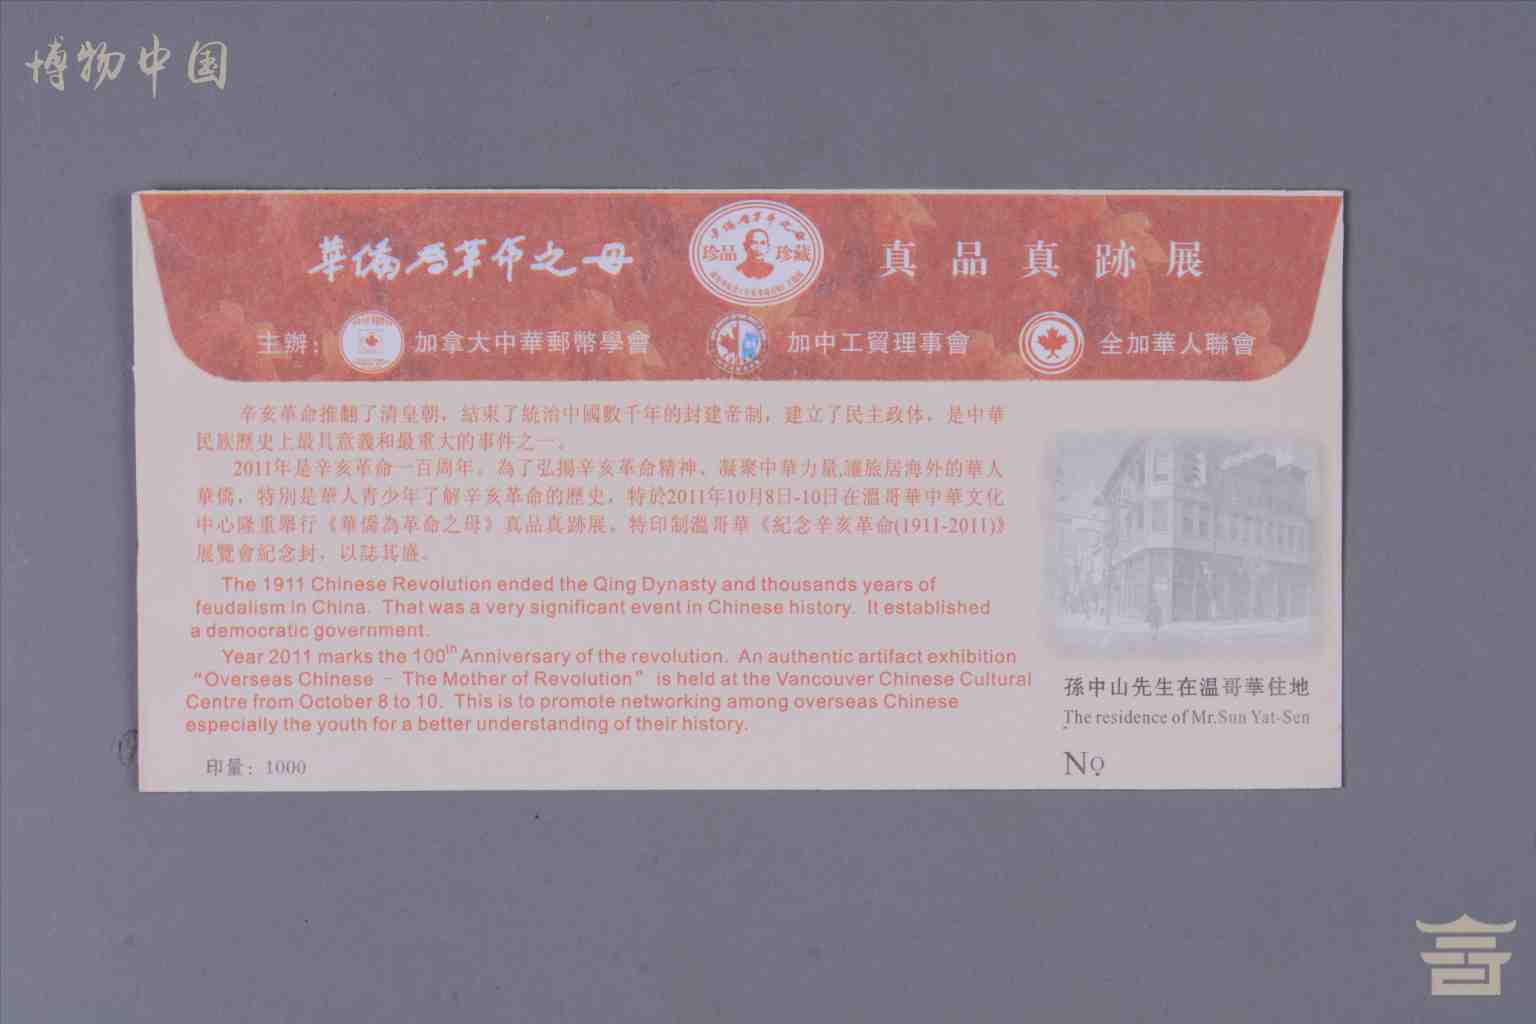 博物中国
華僑為革命之母
珍品 珍藏
真品真跡展
主辦：
加拿大中華郵幣學會
加中工貿理事會
全加華人聯會
辛亥革命推翻了清皇朝，結束了統治中國數千年的封建帝制，建立了民主政体，是中華
民族歷史上最具意義和最重大的事件之一。
2011年是辛亥革命一百周年。為了弘揚辛亥革命精神，凝聚中華力量,讓旅居海外的華人
華僑，特別是華人青少年了解辛亥革命的歷史，特於2011年10月8日-10日在溫哥華中華文化
中心隆重舉行《華僑為革命之母》真品真跡展。特印制溫哥華《紀念辛亥革命(1911-2011)》
展覽會紀念封，以誌其盛。
The 1911 Chinese Revolution ended the Qing Dynasty and thousands years of
feudalism in China. That was a very significant event in Chinese history. It established
a democratic government.
Year 2011 marks the 100th Anniversary of the revolution. An authentic artifact exhibition
“Overseas Chinese – The Mother of Revolution” is held at the Vancouver Chinese Cultural
Centre from October 8 to 10. This is to promote networking among overseas Chinese
especially the youth for a better understanding of their history.
孫中山先生在溫哥華住地
The residence of Mr.Sun Yat-Sen
印量：1000
No